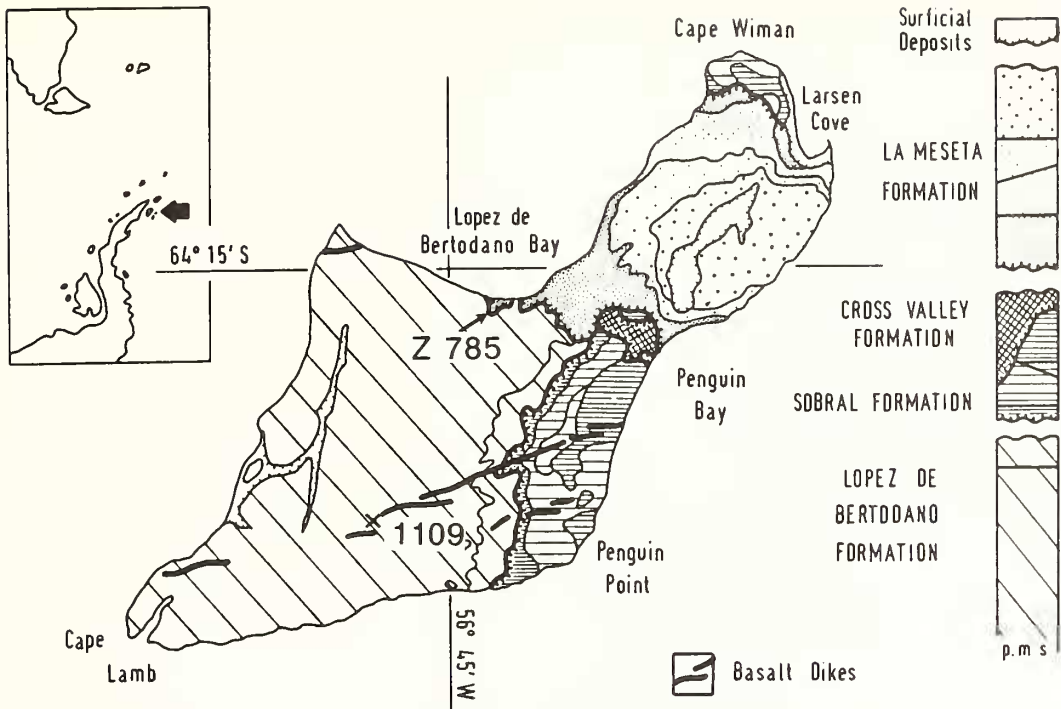 Cape Wiman
Larsen
Cove
Lopez de
Bertodano Bay
64° 15' S
Z 785
Penguin
Bay
1109
Penguin
Point
Cape
Lamb
56° 45' W
Basalt Dikes
Surficial
Deposits
LA MESETA
FORMATION
CROSS VALLEY
FORMATION
SOBRAL FORMATION
LOPEZ DE
BERTODANO
FORMATION
p.m s